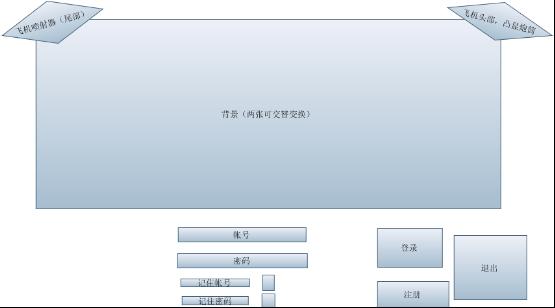 飞机喷射器（尾部）
飞机头部，凸显炮筒
背景（两张可交替变换）
帐号
登录
密码
退出
记住帐号
注册
记住密码